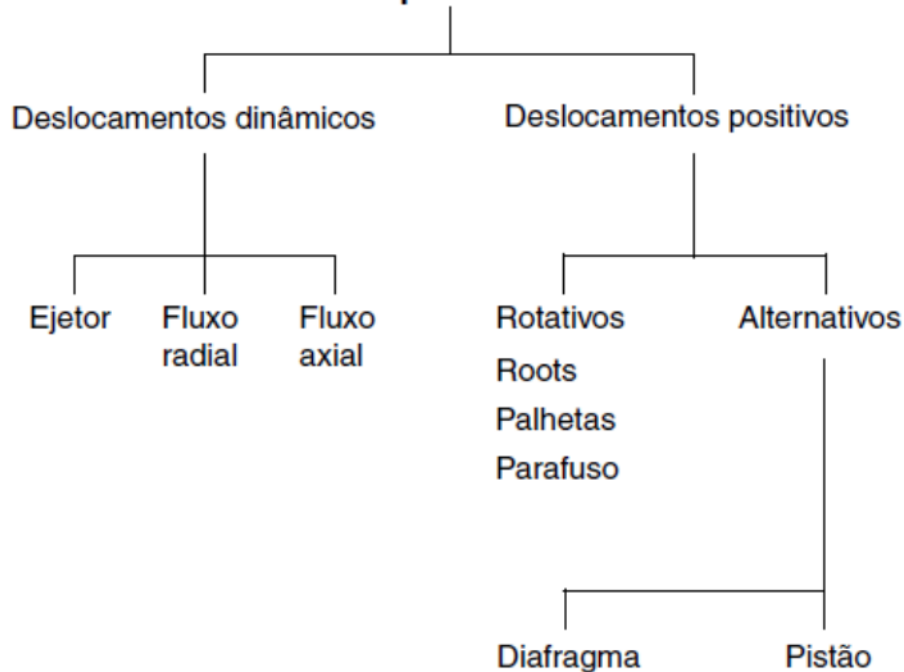 Deslocamentos dinâmicos
Deslocamentos positivos
Ejetor
Fluxo
radial
Fluxo
axial
Rotativos
Alternativos
Roots
Palhetas
Parafuso
Diafragma
Pistão